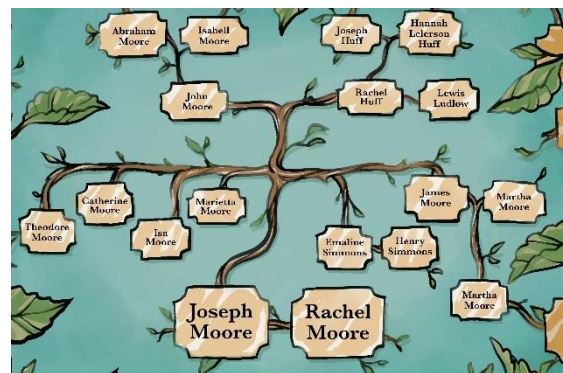 Abraham
Moore
Isabell
Moore
Joseph
Huff
Hannah
Lclerson
Huff
John
Moore
Rachel
Huff
Lewis
Ludlow
Theodore
Moore
Catherine
Moore
Isa
Moore
Marietta
Moore
Emaline
Simmons
Henry
Simmons
James
Moore
Martha
Moore
Martha
Moore
Joseph
Moore
Rachel
Moore